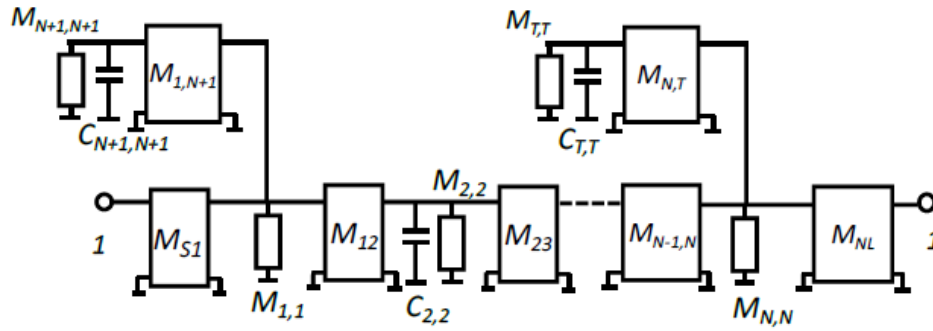 M_{N+1,N+1}
M_{1,N+1}
C_{N+1,N+1}
M_{T,T}
M_{N,T}
C_{T,T}
1
M_{S1}
M_{1,1}
M_{12}
M_{2,2}
C_{2,2}
M_{23}
M_{N-1,N}
M_{N,N}
M_{NL}
1